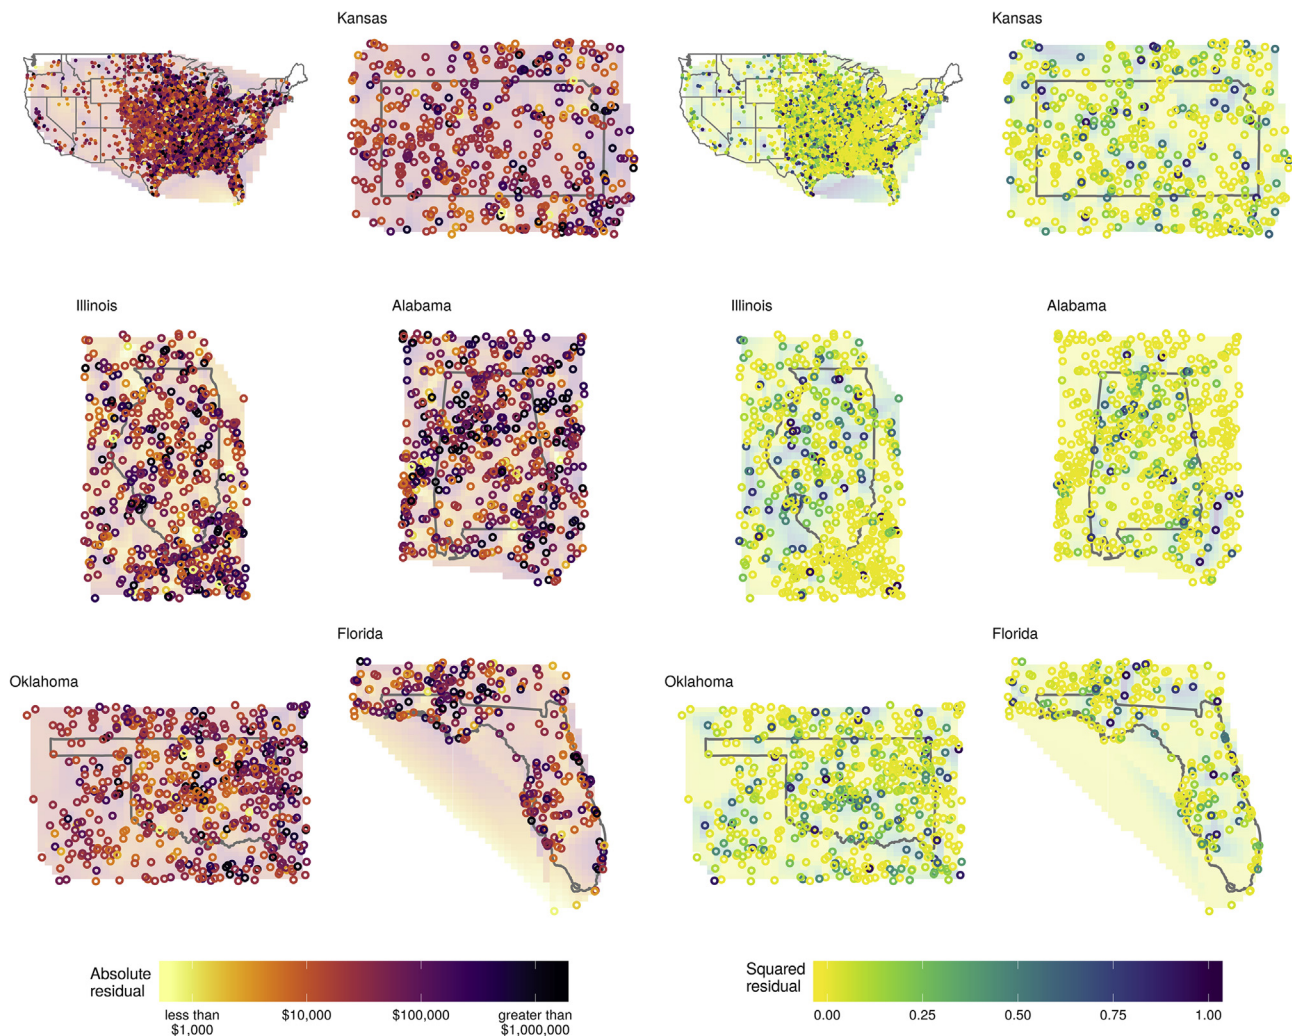 Kansas
Kansas
Illinois
Alabama
Illinois
Alabama
Oklahoma
Florida
Oklahoma
Florida
Absolute
residual
less than
$1,000
$10,000
$100,000
greater than
$1,000,000
Squared
residual
0.00
0.25
0.50
0.75
1.00